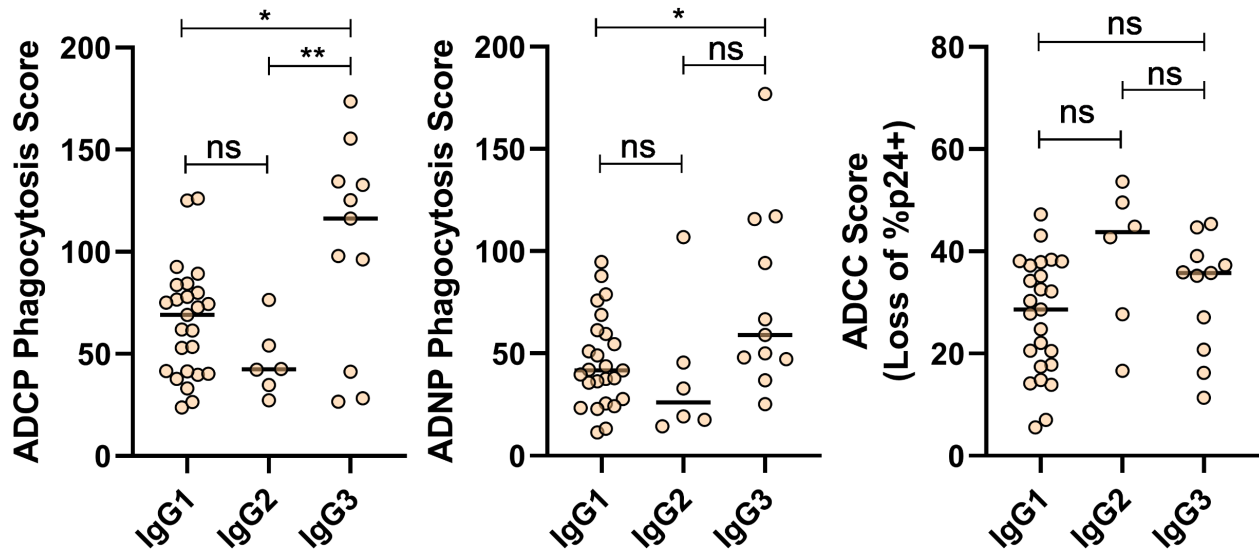 ADCP Phagocytosis Score
200
150
100
50
0
*
**
ns
IgG1
IgG2
IgG3
ADNP Phagocytosis Score
200
150
100
50
0
*
ns
ns
IgG1
IgG2
IgG3
ADCC Score
(Loss of %p24+)
80
60
40
20
0
ns
ns
ns
IgG1
IgG2
IgG3